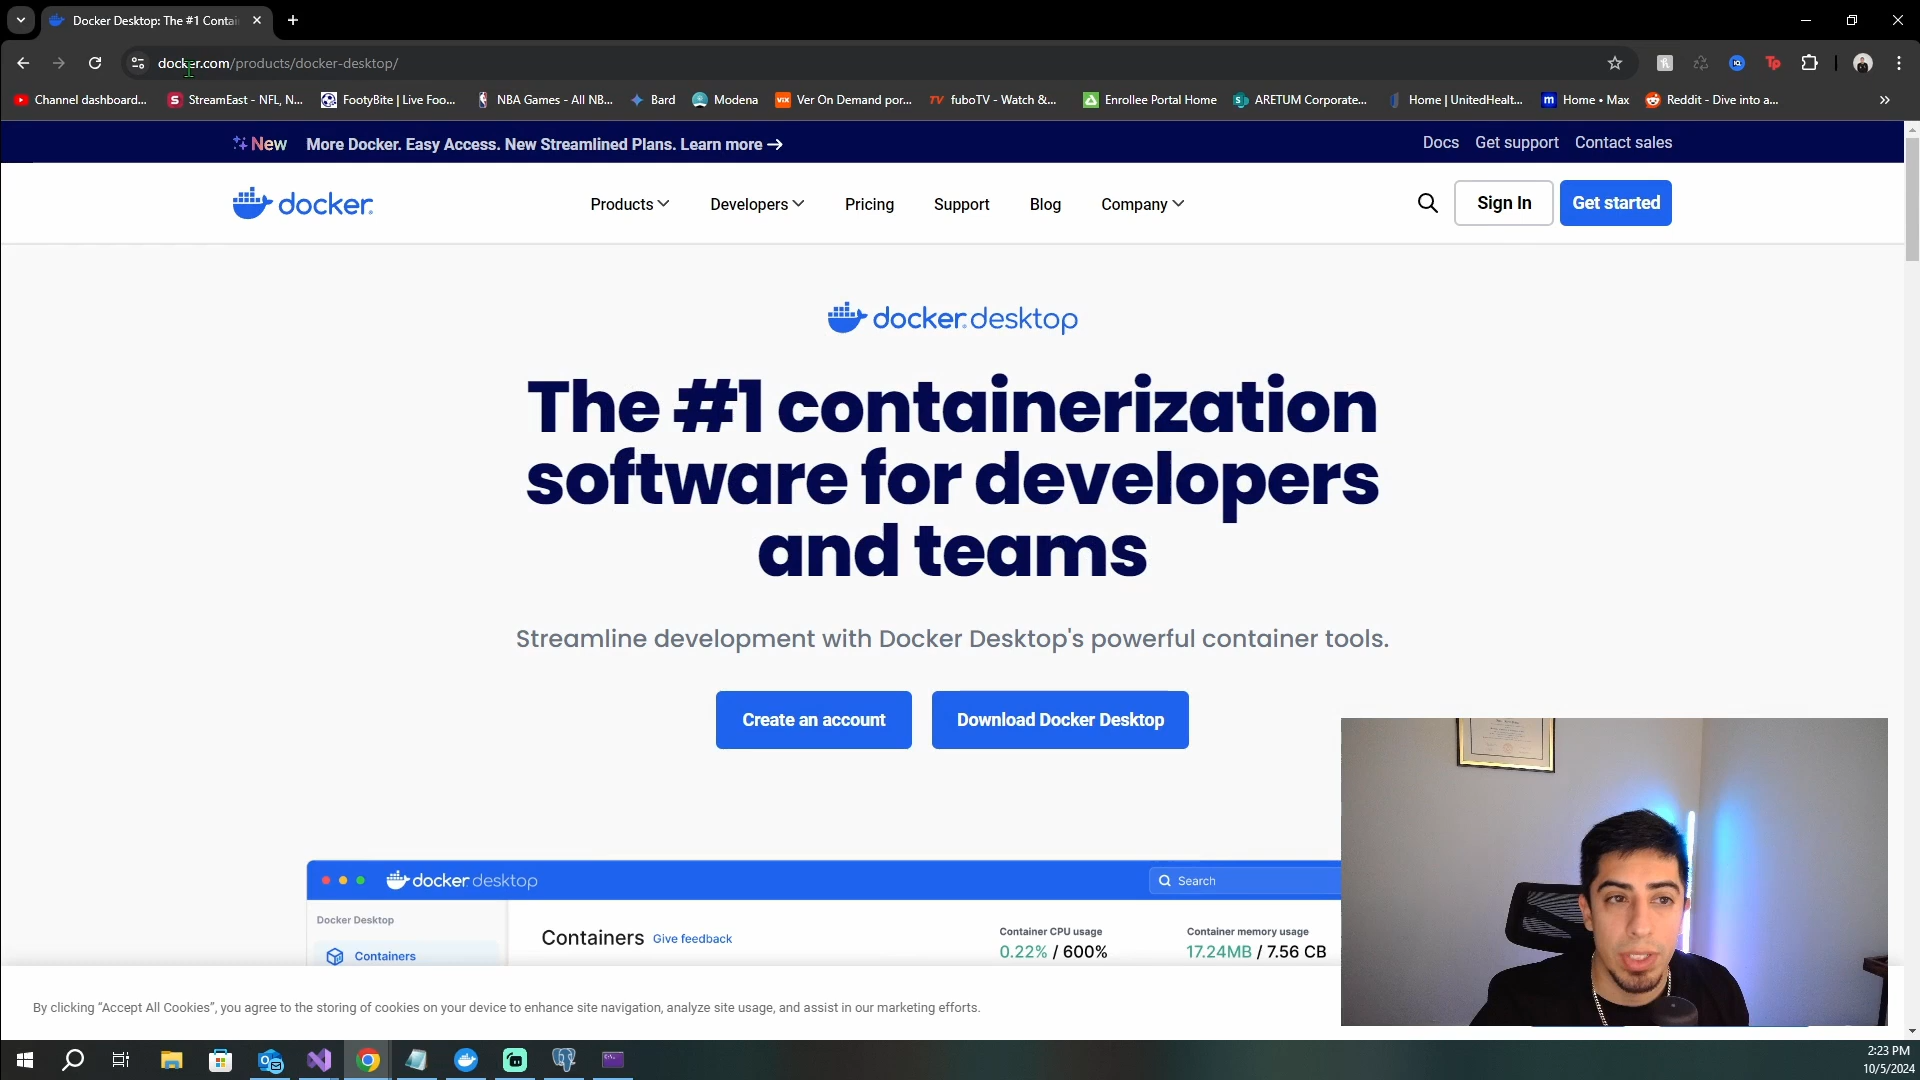 Docker Desktop: The #1 Contai
docker.com/products/docker-desktop/
Channel dashboard...
StreamEast - NFL, N...
FootyBite | Live Foo...
NBA Games - All NB...
Bard
Modena
Ver On Demand por...
fuboTV - Watch &...
Enrollee Portal Home
ARETUM Corporate...
Home | UnitedHealt...
Home • Max
Reddit - Dive into a...
New
More Docker. Easy Access. New Streamlined Plans. Learn more →
Docs
Get support
Contact sales
docker
Products
Developers
Pricing
Support
Blog
Company
Sign In
Get started
docker desktop
The #1 containerization
software for developers
and teams
Streamline development with Docker Desktop's powerful container tools.
Create an account
Download Docker Desktop
docker desktop
Search
Docker Desktop
Containers
Containers
Give feedback
Container CPU usage
0.22% / 600%
Container memory usage
17.24MB / 7.56 CB
By clicking “Accept All Cookies”, you agree to the storing of cookies on your device to enhance site navigation, analyze site usage, and assist in our marketing efforts.
2:23 PM
10/5/2024